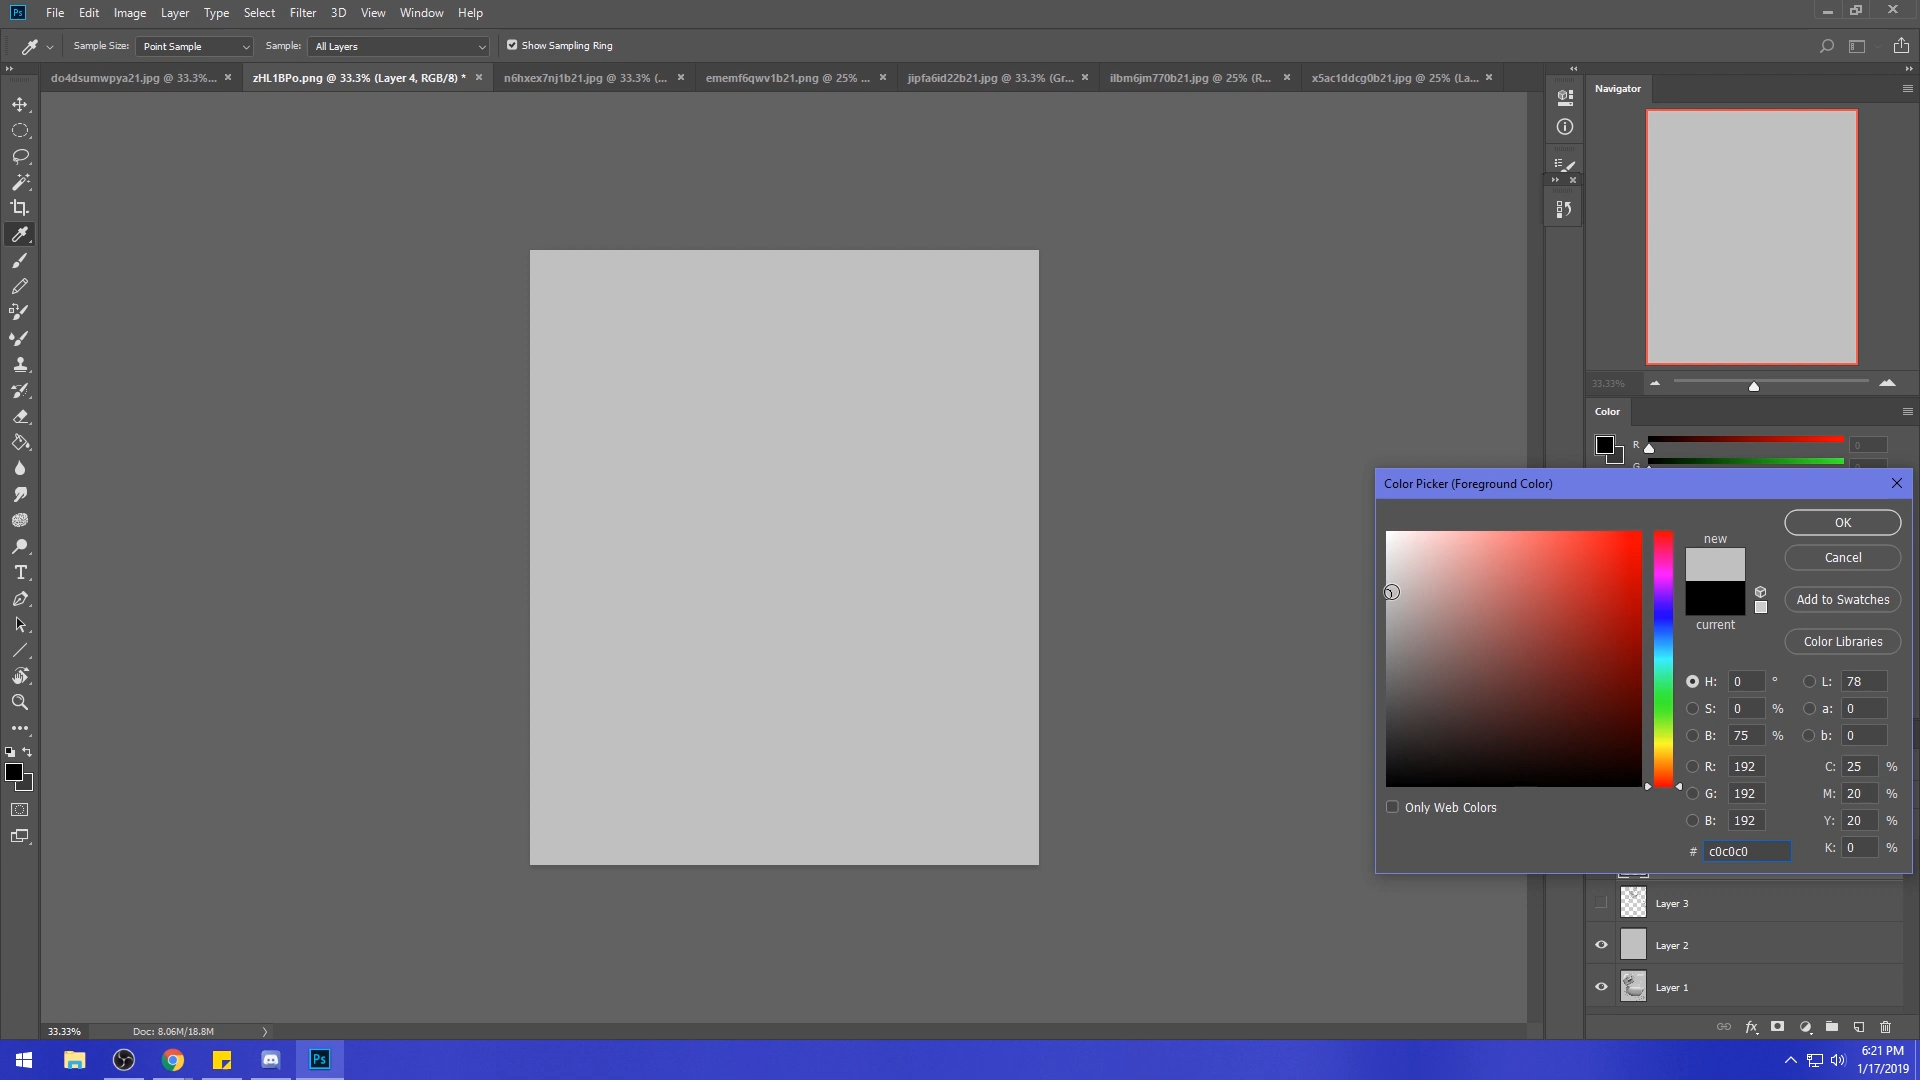 Ps File Edit Image Layer Type Select Filter 3D View Window Help
Sample Size: Point Sample Sample: All Layers Show Sampling Ring
do4dsumwpya21.jpg @ 33.3%... zHL1BPo.png @ 33.3% (Layer 4, RGB/8) * n6hxex7nj1b21.jpg @ 33.3% (... ememf6qwv1b21.png @ 25% ... jipfa6id22b21.jpg @ 33.3% (Gr... ilbm6jm770b21.jpg @ 25% (R... x5ac1ddcg0b21.jpg @ 25% (La...
Navigator
33.33%
Color
R 0
G
Color Picker (Foreground Color)
new
current
OK
Cancel
Add to Swatches
Color Libraries
H: 0 ° L: 78
S: 0 % a: 0
B: 75 % b: 0
R: 192 C: 25 %
G: 192 M: 20 %
B: 192 Y: 20 %
# c0c0c0 K: 0 %
Only Web Colors
Layer 3
Layer 2
Layer 1
fx
33.33% Doc: 8.06M/18.8M
Ps
6:21 PM
1/17/2019